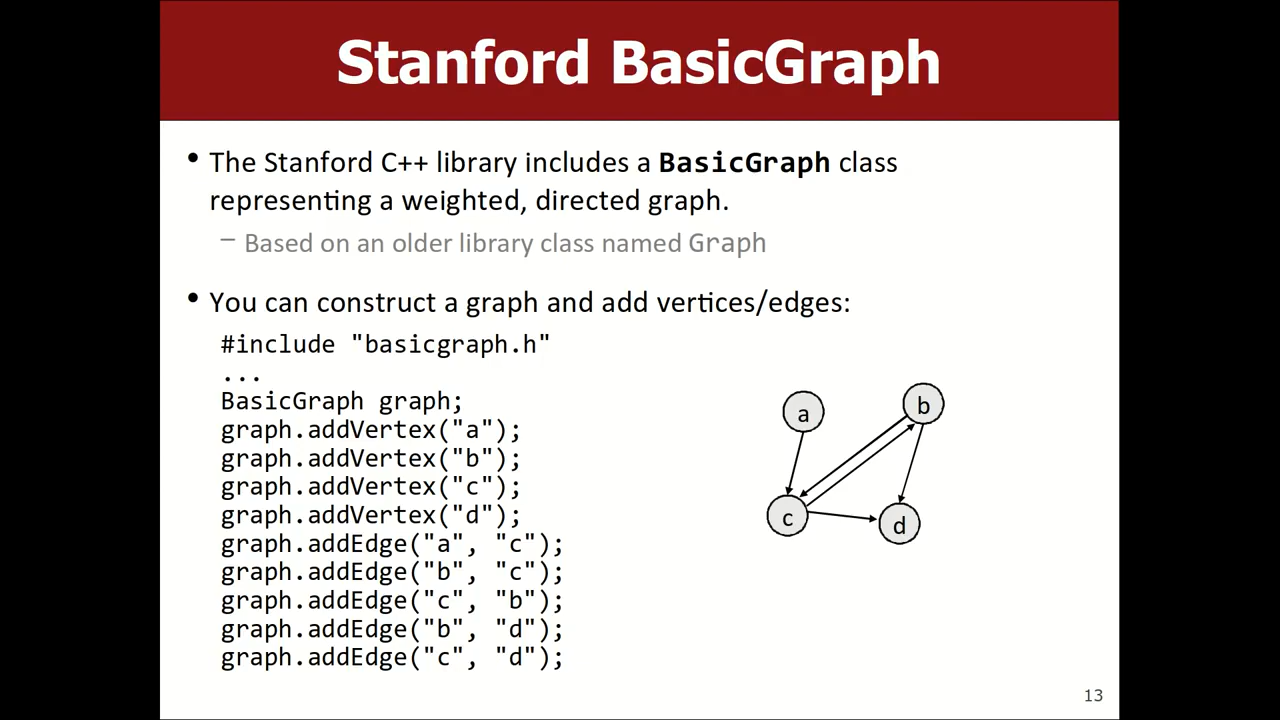 Stanford BasicGraph
• The Stanford C++ library includes a BasicGraph class
representing a weighted, directed graph.
– Based on an older library class named Graph
• You can construct a graph and add vertices/edges:
#include "basicgraph.h"
...
BasicGraph graph;
graph.addVertex("a");
graph.addVertex("b");
graph.addVertex("c");
graph.addVertex("d");
graph.addEdge("a", "c");
graph.addEdge("b", "c");
graph.addEdge("c", "b");
graph.addEdge("b", "d");
graph.addEdge("c", "d");
a
b
c
d
13